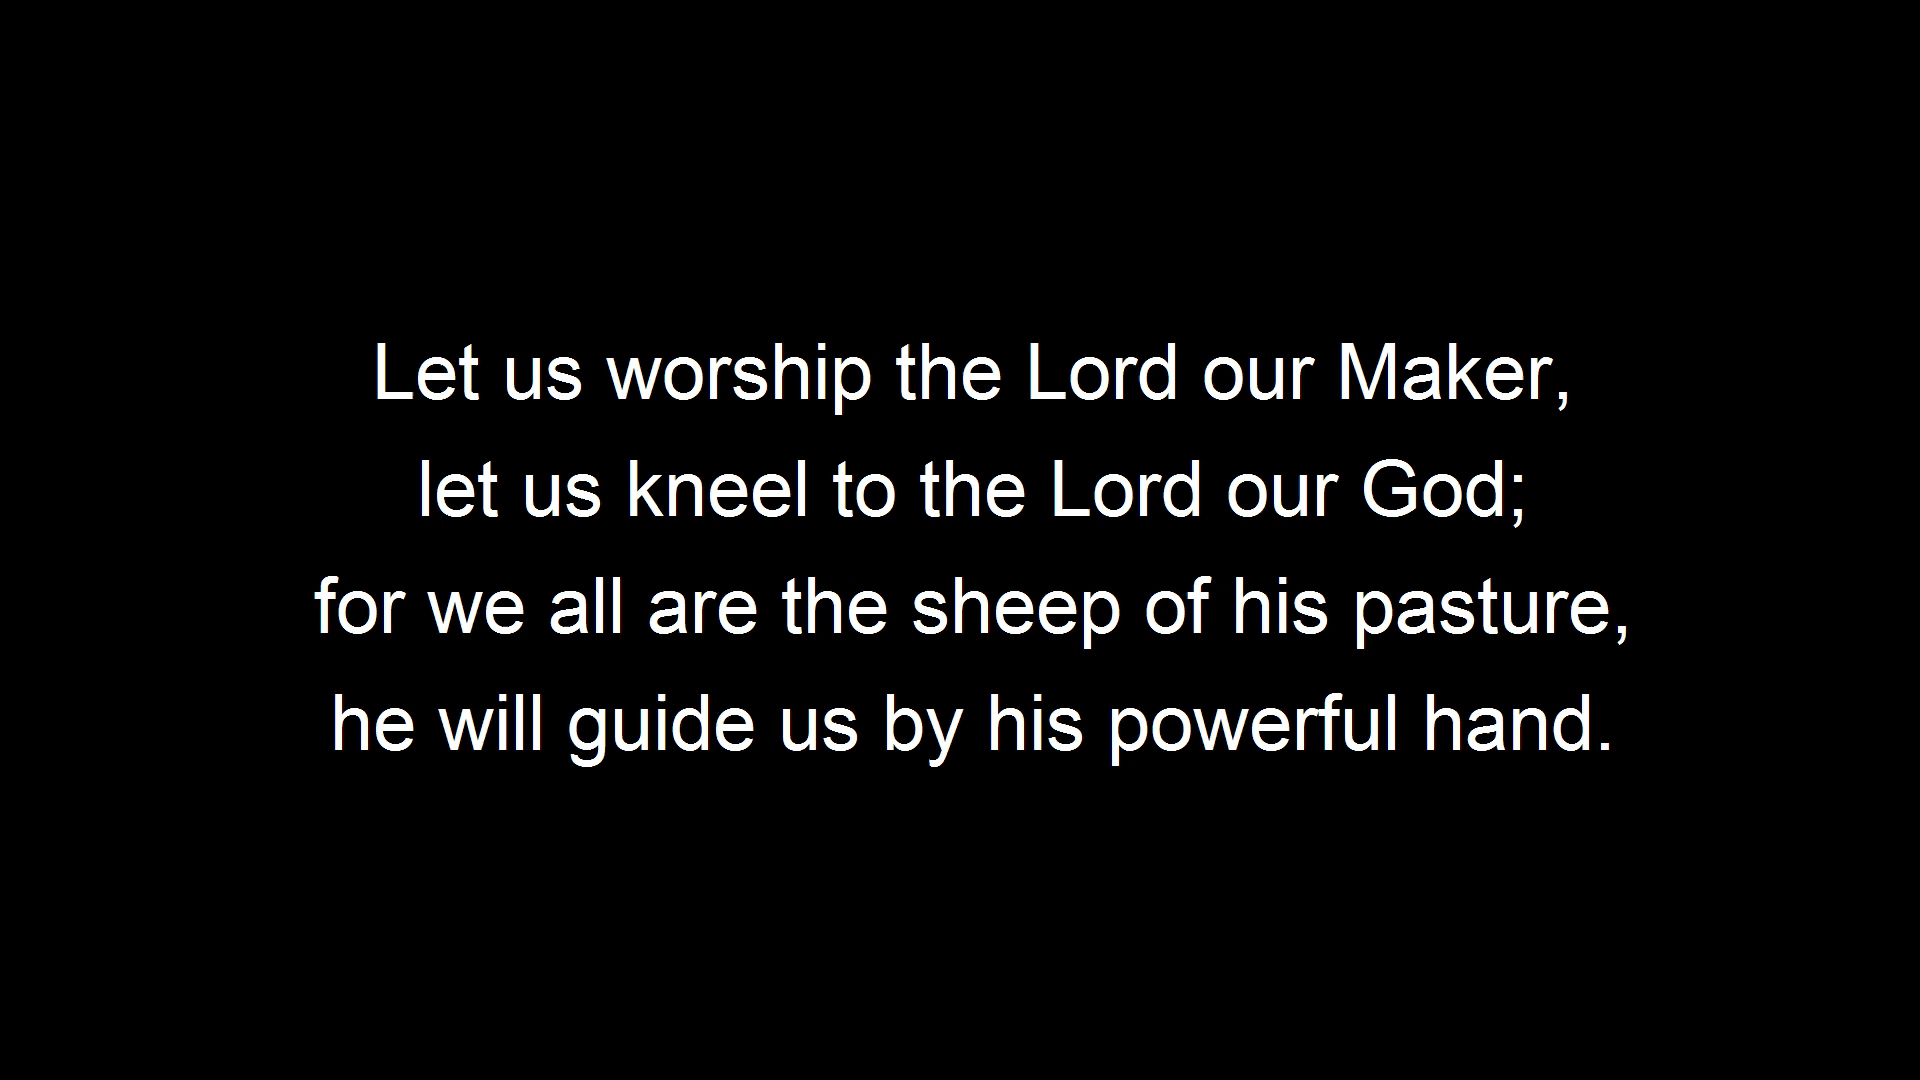 Let us worship the Lord our Maker,
let us kneel to the Lord our God;
for we all are the sheep of his pasture,
he will guide us by his powerful hand.